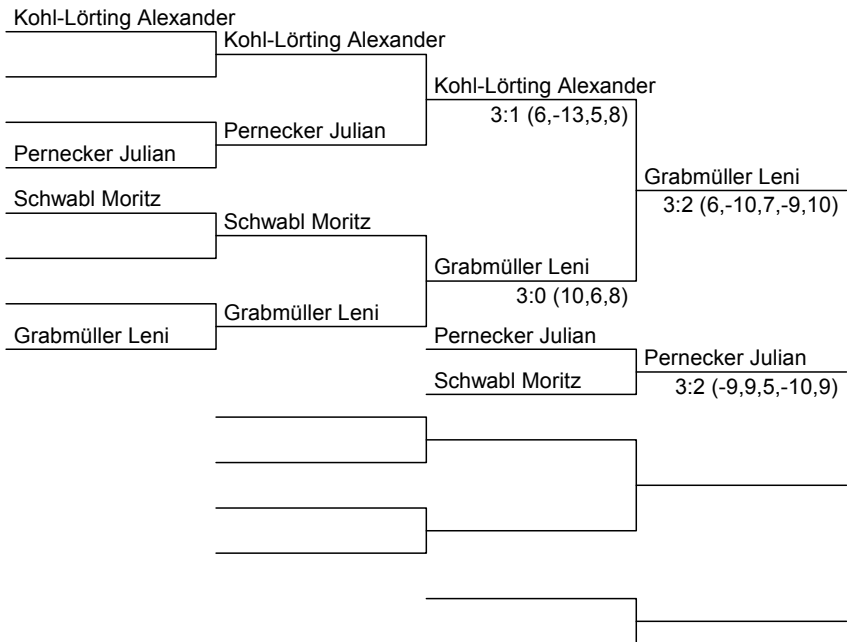 Kohl-Lörting Alexander
Kohl-Lörting Alexander
Kohl-Lörting Alexander
3:1 (6,-13,5,8)
Pernecker Julian
Pernecker Julian
Grabmüller Leni
3:2 (6,-10,7,-9,10)
Schwabl Moritz
Schwabl Moritz
Grabmüller Leni
3:0 (10,6,8)
Grabmüller Leni
Grabmüller Leni
Pernecker Julian
Pernecker Julian
3:2 (-9,9,5,-10,9)
Schwabl Moritz